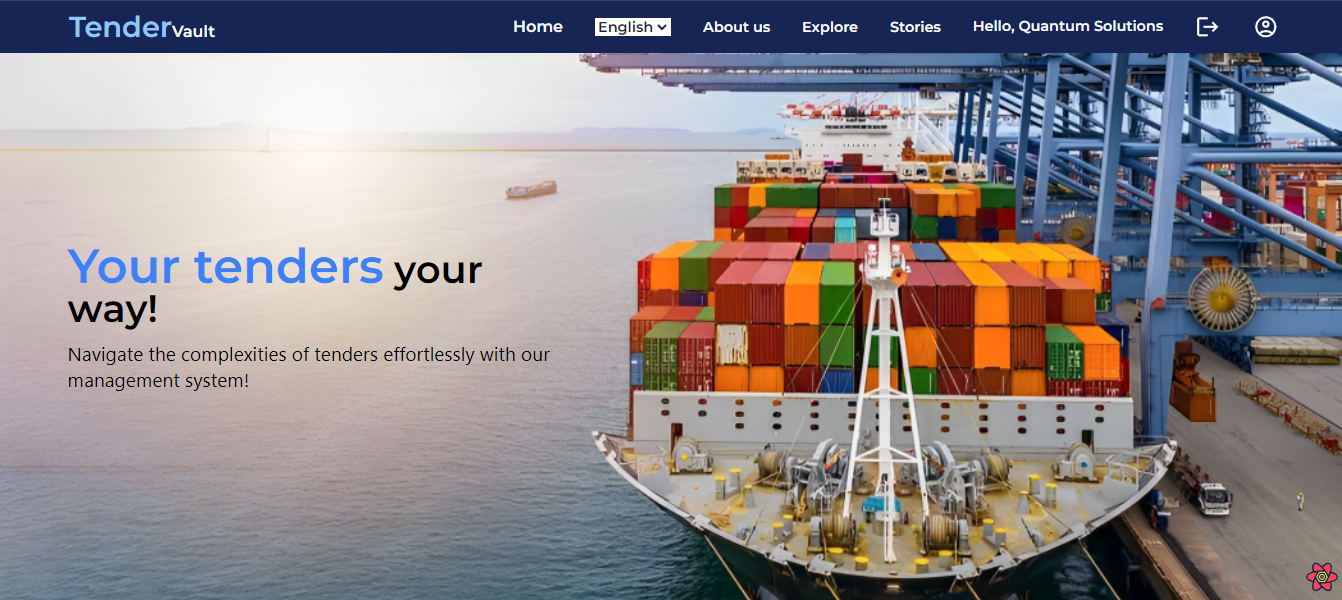 TenderVault
Home
English
About us
Explore
Stories
Hello, Quantum Solutions
Your tenders your
way!
Navigate the complexities of tenders effortlessly with our
management system!